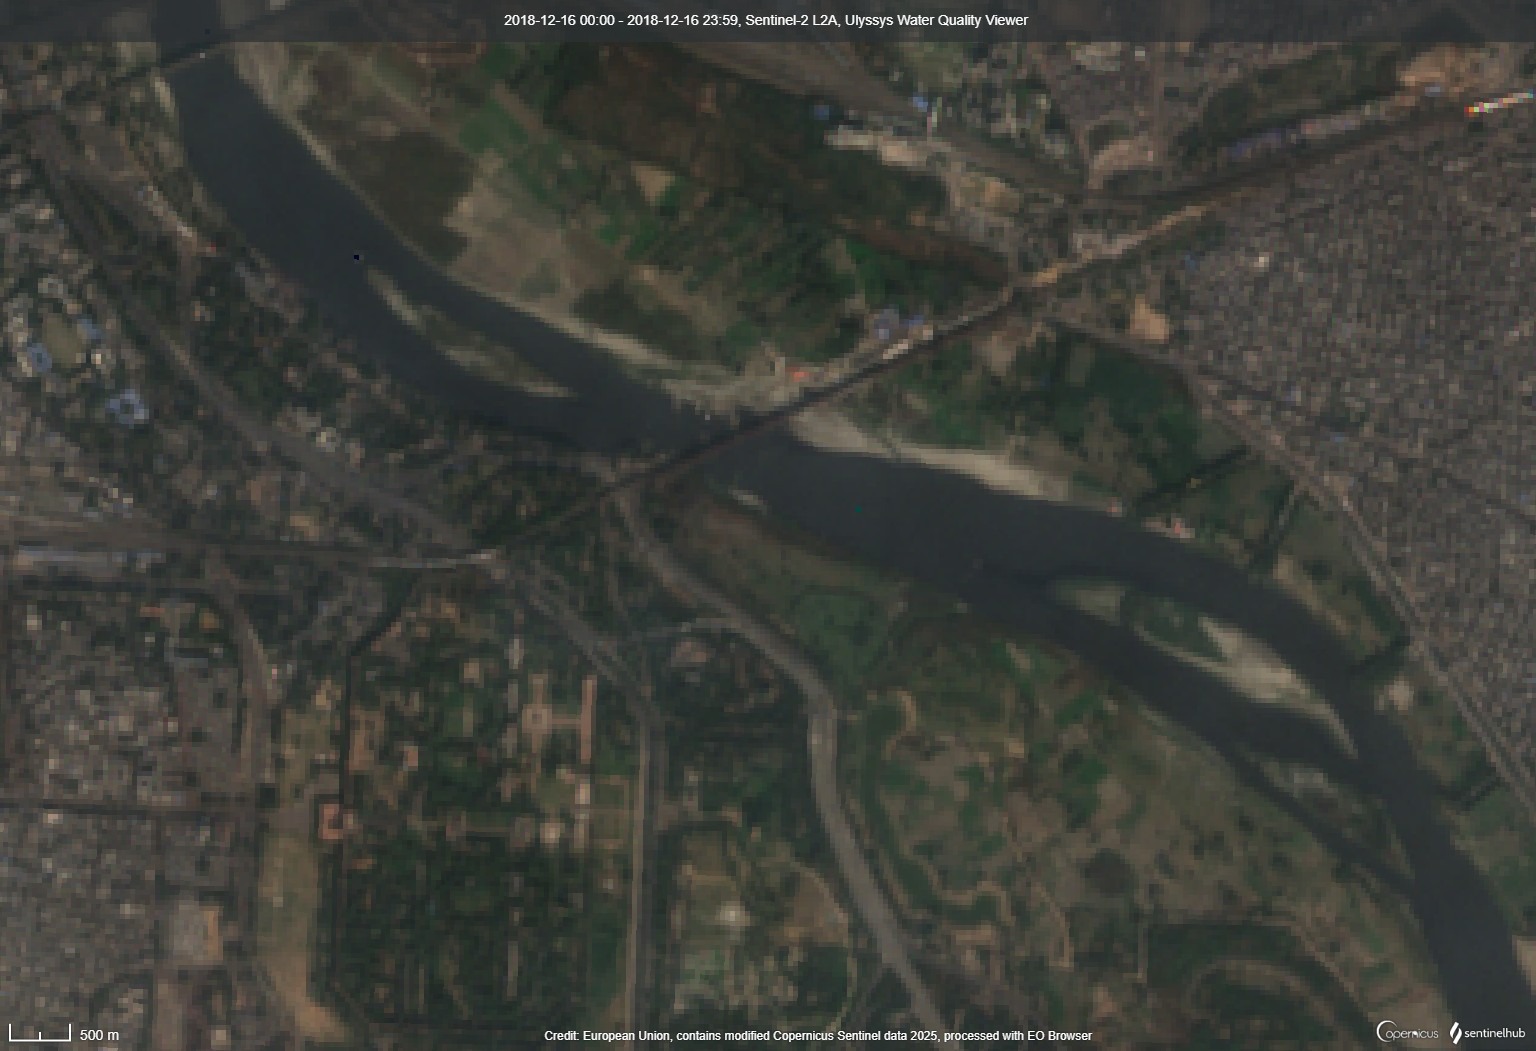 2018-12-16 00:00 - 2018-12-16 23:59, Sentinel-2 L2A, Ulyssys Water Quality Viewer
500 m
Credit: European Union, contains modified Copernicus Sentinel data 2025, processed with EO Browser
opernicus
sentinelhub